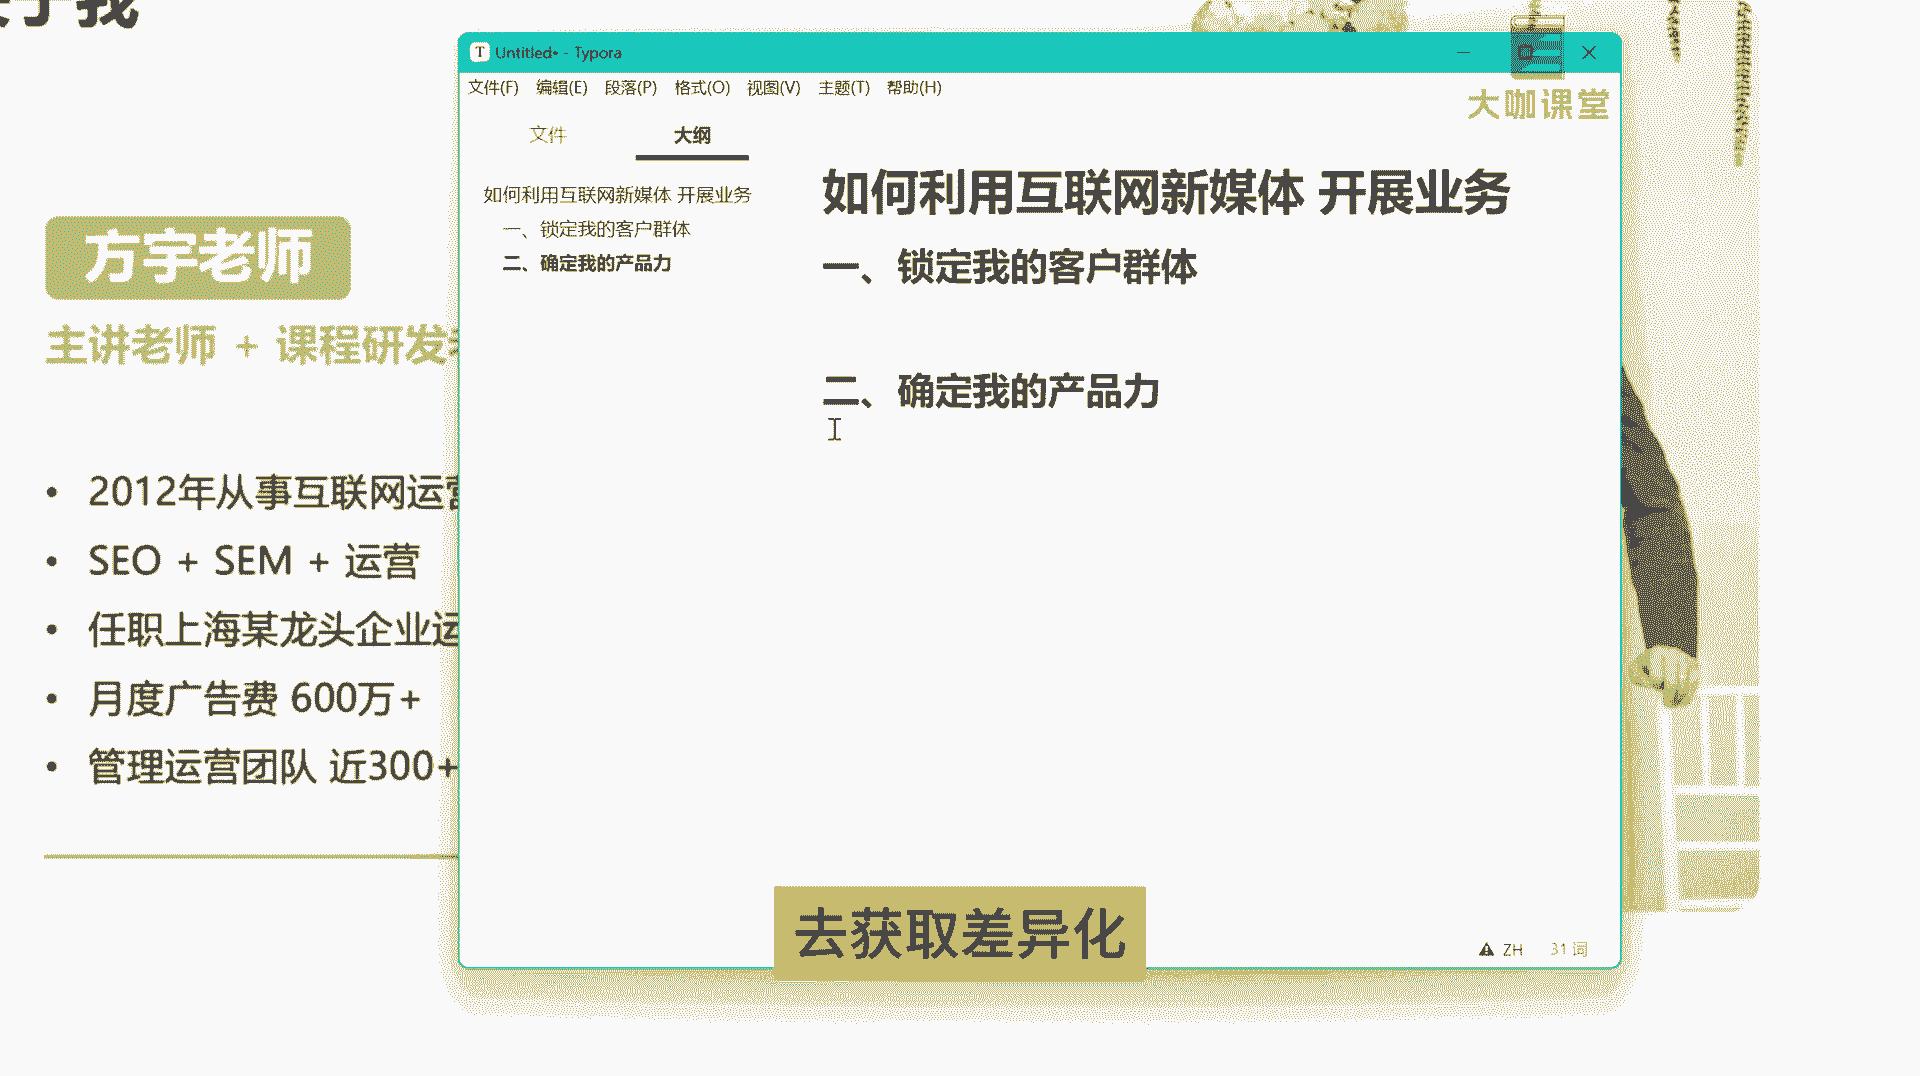 我
方宇老师
主讲老师 + 课程研发
2012年从事互联网运营
SEO + SEM + 运营
任职上海某龙头企业运
月度广告费 600万+
管理运营团队 近300+
Untitled• - Typora
文件(F) 编辑(E) 段落(P) 格式(O) 视图(V) 主题(T) 帮助(H)
大咖课堂
文件 大纲
如何利用互联网新媒体 开展业务
一、锁定我的客户群体
二、确定我的产品力
如何利用互联网新媒体 开展业务
一、锁定我的客户群体
二、确定我的产品力
去获取差异化
ZH 31 词